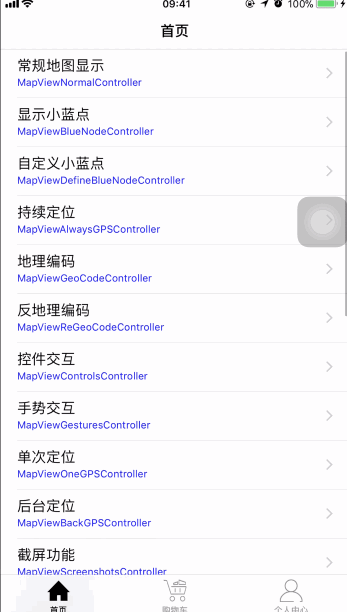 09:41
100%
首页
常规地图显示
MapViewNormalController
显示小蓝点
MapViewBlueNodeController
自定义小蓝点
MapViewDefineBlueNodeController
持续定位
MapViewAlwaysGPSController
地理编码
MapViewGeoCodeController
反地理编码
MapViewReGeoCodeController
控件交互
MapViewControlsController
手势交互
MapViewGesturesController
单次定位
MapViewOneGPSController
后台定位
MapViewBackGPSController
截屏功能
MapViewScreenshotsController
首页
购物车
个人中心